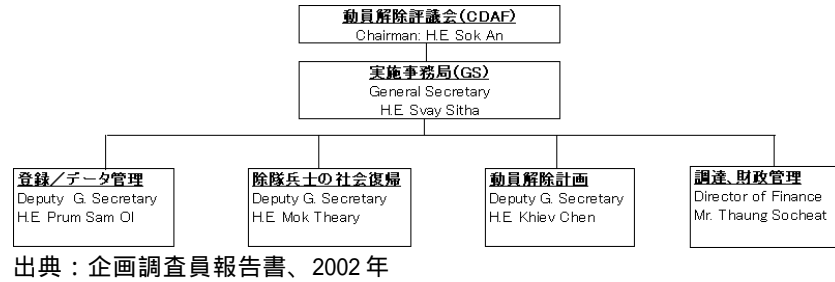 動員解除評議会(CDAF)
Chairman: H.E. Sok An
実施事務局(GS)
General Secretary
H.E. Svay Sitha
登録/データ管理
Deputy G. Secretary
H.E. Prum Sam Ol
除隊兵士の社会復帰
Deputy G. Secretary
H.E. Mok Theary
動員解除計画
Deputy G. Secretary
H.E. Khiev Chen
調達、財政管理
Director of Finance
Mr. Thaung Socheat
出典:企画調査員報告書、2002年